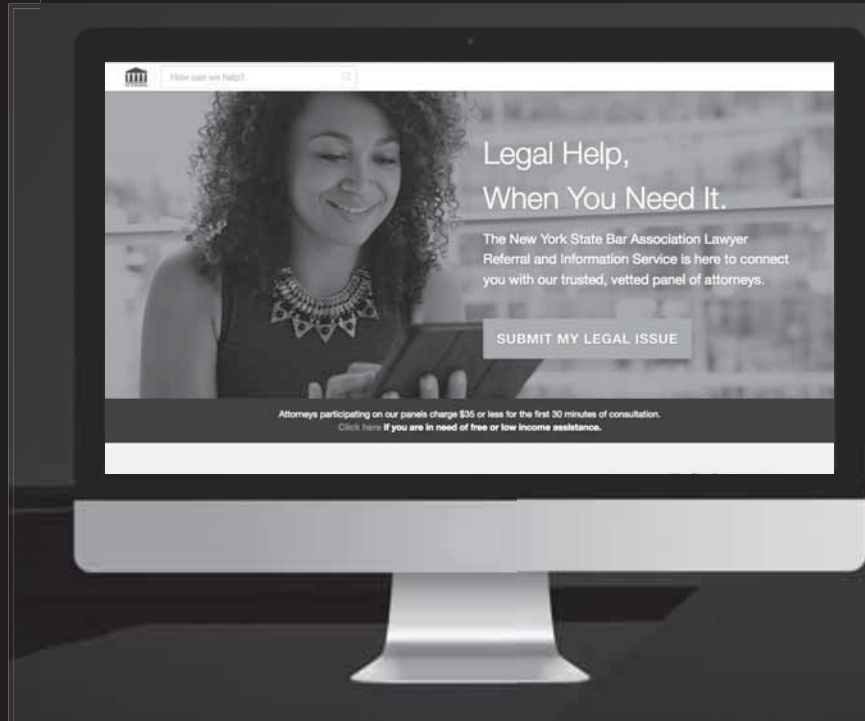 How can we help?
Legal Help,
When You Need It.
The New York State Bar Association Lawyer
Referral and Information Service is here to connect
you with our trusted, vetted panel of attorneys.
SUBMIT MY LEGAL ISSUE
Attorneys participating on our panels charge $35 or less for the first 30 minutes of consultation.
Click here if you are in need of free or low income assistance.